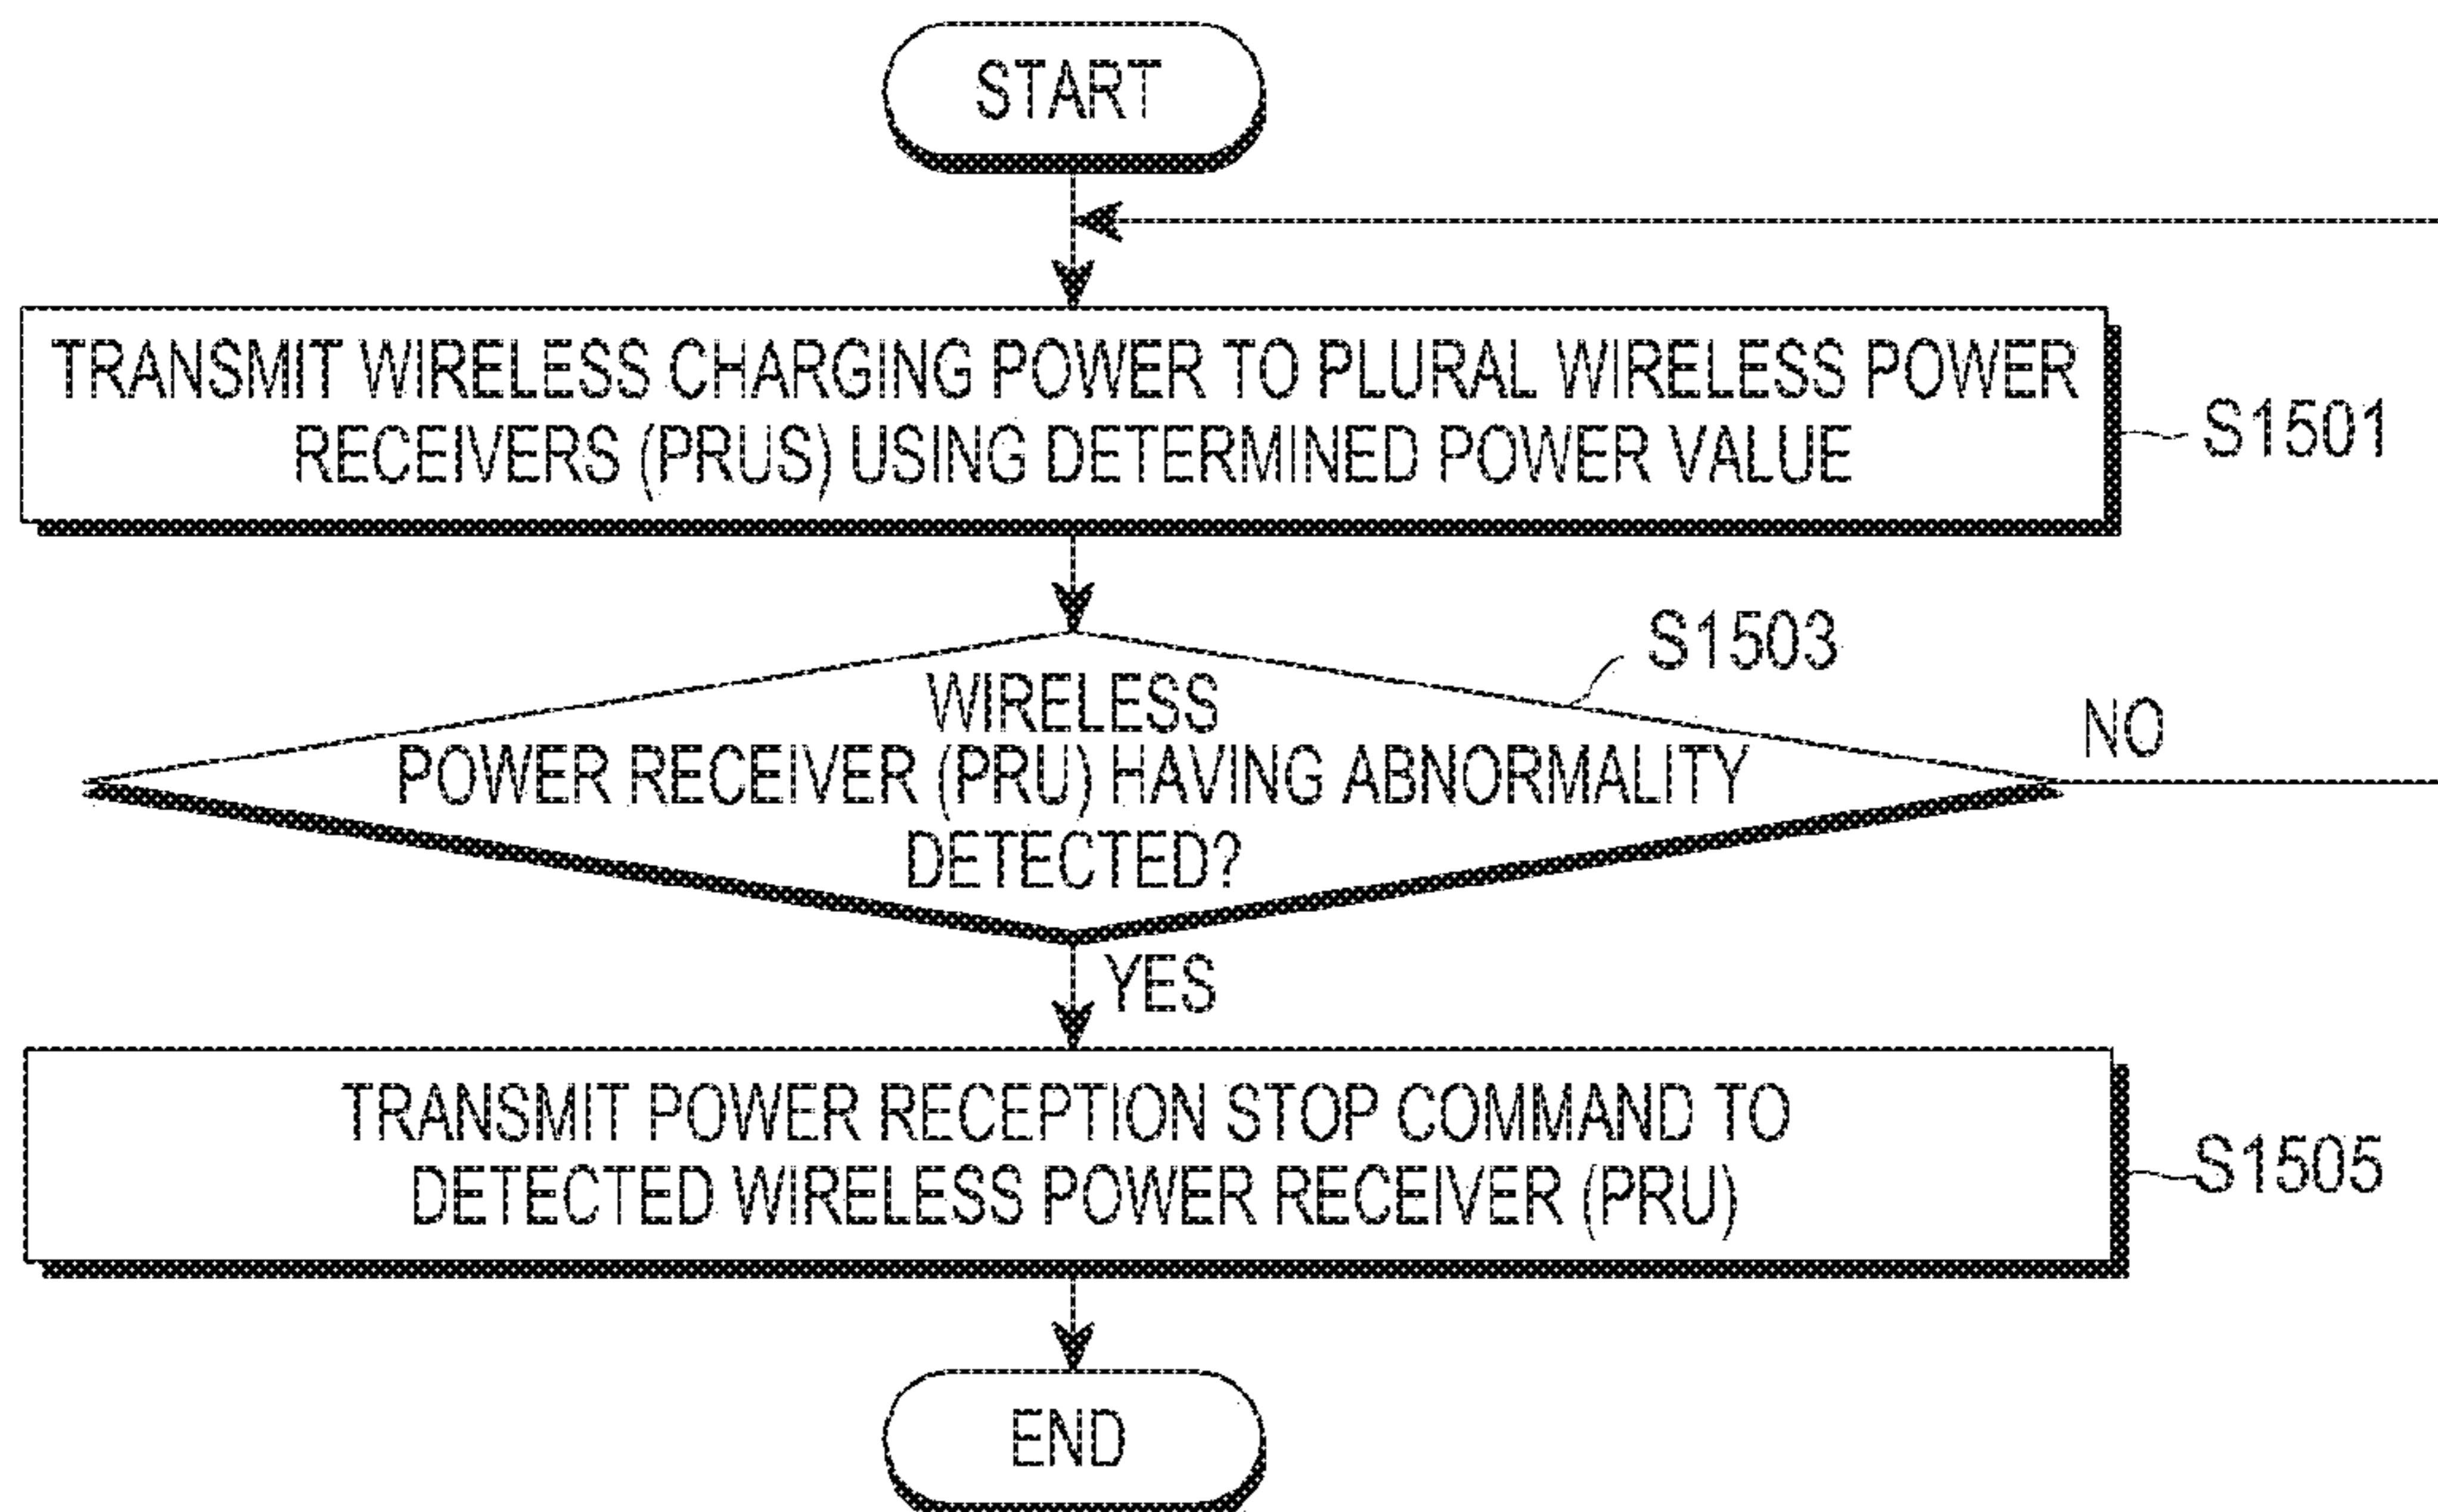 START
TRANSMIT WIRELESS CHARGING POWER TO PLURAL WIRELESS POWER
RECEIVERS (PRUS) USING DETERMINED POWER VALUE
S1501
S1503
WIRELESS
POWER RECEIVER (PRU) HAVING ABNORMALITY
DETECTED?
NO
YES
TRANSMIT POWER RECEPTION STOP COMMAND TO
DETECTED WIRELESS POWER RECEIVER (PRU)
S1505
END